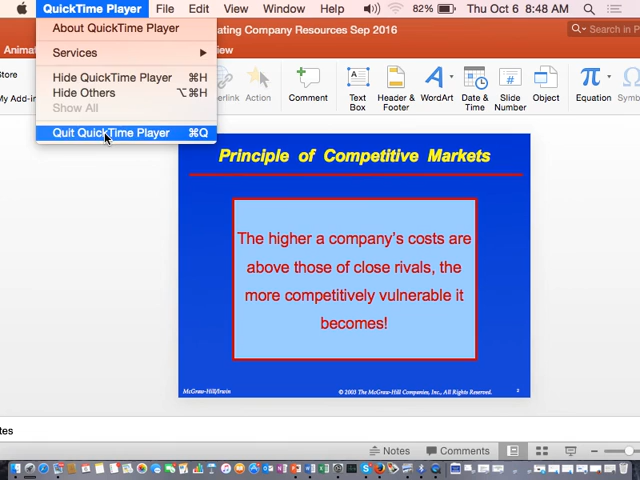 QuickTime Player File Edit View Window Help 82% Thu Oct 6 8:48 AM
About QuickTime Player
ating Company Resources Sep 2016
Search in
Services
Store
Hide QuickTime Player ⌘H
Hide Others ⌥⌘H
My Add-in
Show All
Action
Comment
Text Box
Header & Footer
WordArt
Date & Time
Slide Number
Object
Equation
Quit QuickTime Player ⌘Q
Principle of Competitive Markets
The higher a company's costs are
above those of close rivals, the
more competitively vulnerable it
becomes!
McGraw-Hill/Irwin
© 2003 The McGraw-Hill Companies, Inc., All Rights Reserved.
2
Notes Comments